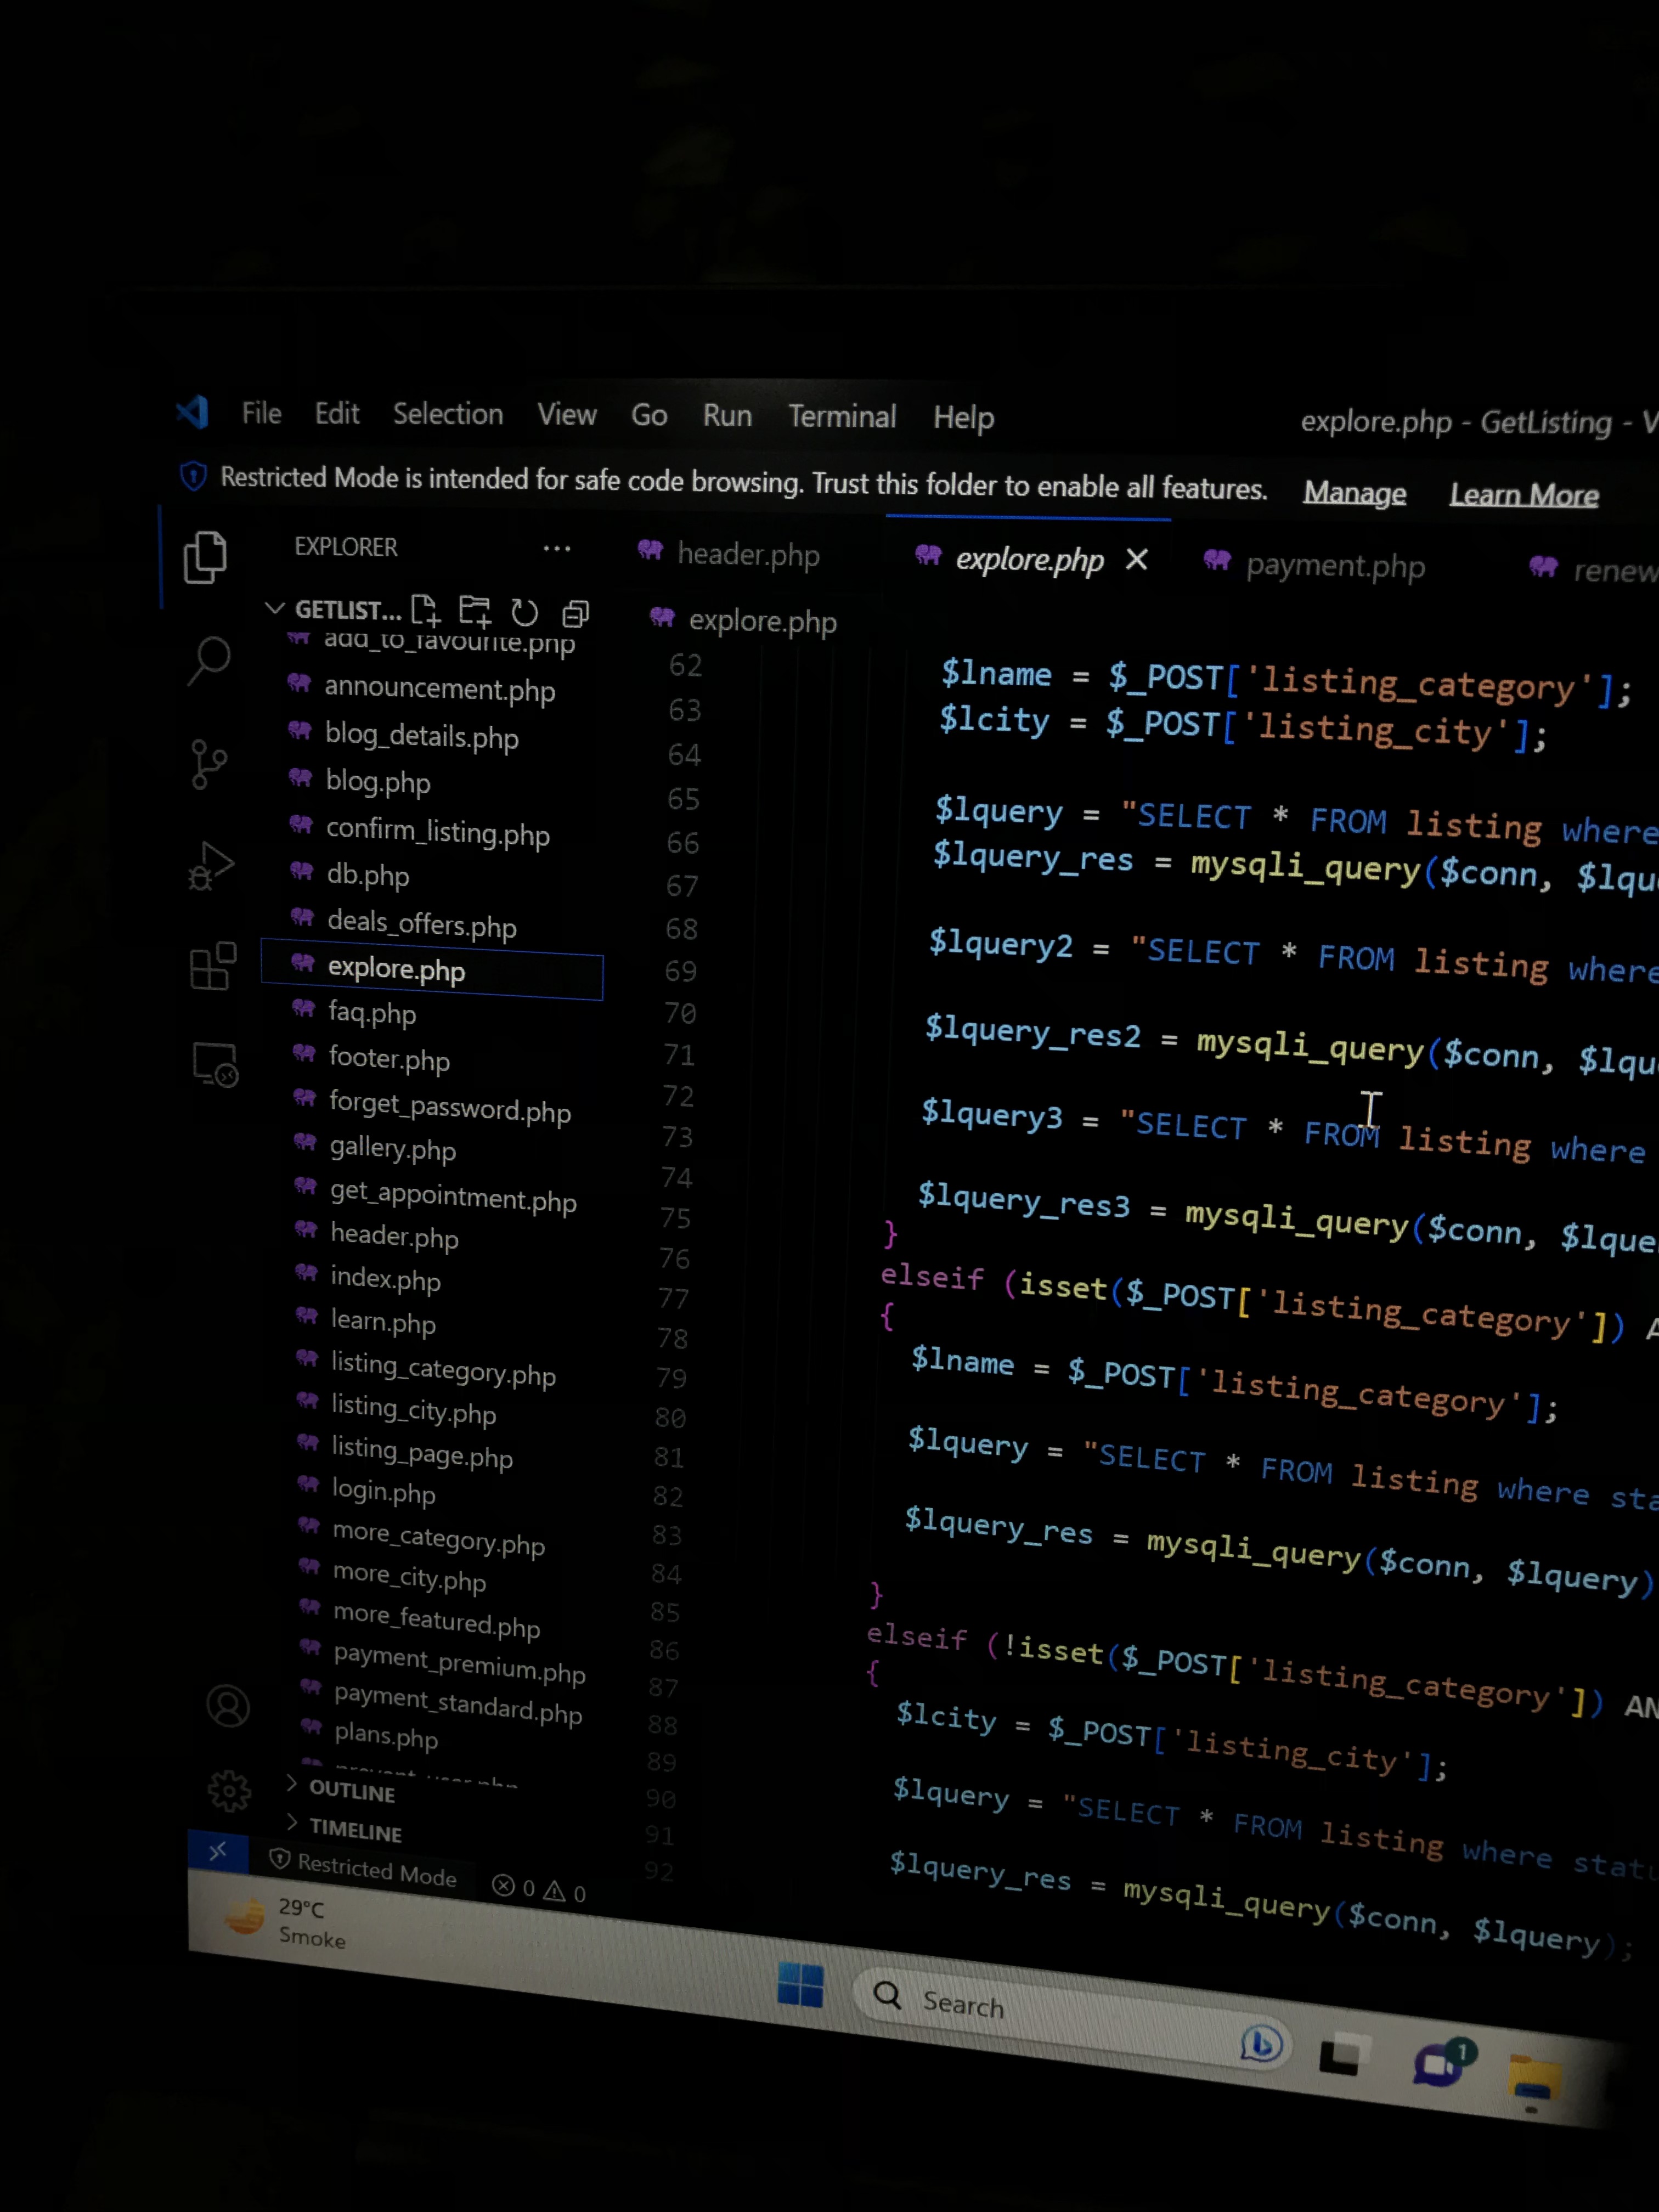 File Edit Selection View Go Run Terminal Help explore.php - GetListing -
Restricted Mode is intended for safe code browsing. Trust this folder to enable all features. Manage Learn More
EXPLORER ...
header.php explore.php payment.php renew
GETLIST...
explore.php
add_to_favourite.php
announcement.php
blog_details.php
blog.php
confirm_listing.php
db.php
deals_offers.php
explore.php
faq.php
footer.php
forget_password.php
gallery.php
get_appointment.php
header.php
index.php
learn.php
listing_category.php
listing_city.php
listing_page.php
login.php
more_category.php
more_city.php
more_featured.php
payment_premium.php
payment_standard.php
plans.php
OUTLINE
TIMELINE
62
63
64
65
66
67
68
69
70
71
72
73
74
75
76
77
78
79
80
81
82
83
84
85
86
87
88
89
90
91
92
$lname = $_POST['listing_category'];
$lcity = $_POST['listing_city'];
$lquery = "SELECT * FROM listing where
$lquery_res = mysqli_query($conn, $lqu
$lquery2 = "SELECT * FROM listing where
$lquery_res2 = mysqli_query($conn, $lqu
$lquery3 = "SELECT * FROM listing where
$lquery_res3 = mysqli_query($conn, $lque
}
elseif (isset($_POST['listing_category']) A
{
$lname = $_POST['listing_category'];
$lquery = "SELECT * FROM listing where sta
$lquery_res = mysqli_query($conn, $lquery)
}
elseif (!isset($_POST['listing_category']) AN
{
$lcity = $_POST['listing_city'];
$lquery = "SELECT * FROM listing where statu
$lquery_res = mysqli_query($conn, $lquery);
Restricted Mode 0 0
29°C
Smoke
Search
1